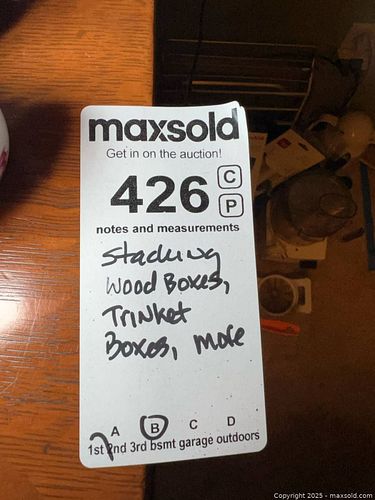 maxsold
Get in on the auction!
426 C
P
notes and measurements
Stacking
Wood Boxes,
Trinket
Boxes, more
A B C D
1st 2nd 3rd bsmt garage outdoors
Copyright 2025 - maxsold.com